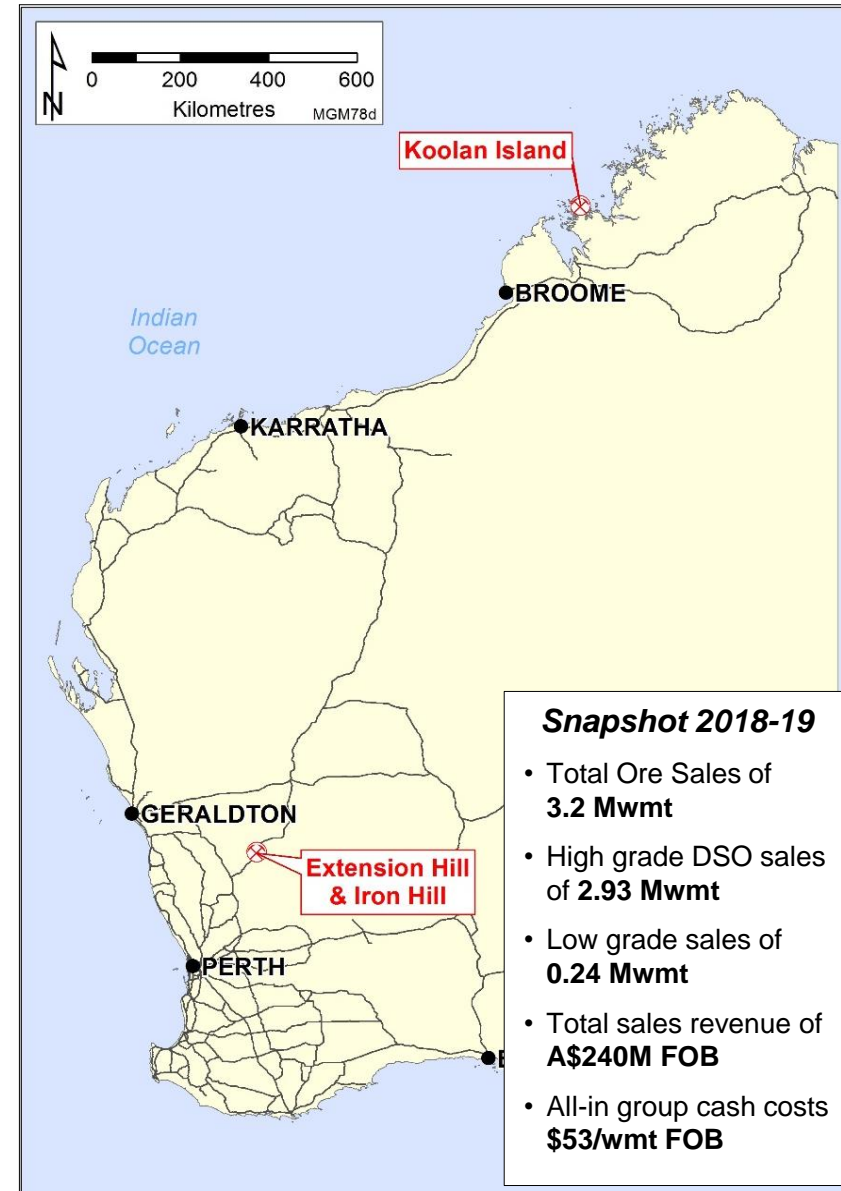 0 200 400 600
N
Kilometres MGM78d
Koolan Island
BROOME
Indian
Ocean
KARRATHA
GERALDTON
Extension Hill
& Iron Hill
PERTH
Snapshot 2018-19
• Total Ore Sales of
3.2 Mwmt
• High grade DSO sales
of 2.93 Mwmt
• Low grade sales of
0.24 Mwmt
• Total sales revenue of
A$240M FOB
• All-in group cash costs
$53/wmt FOB